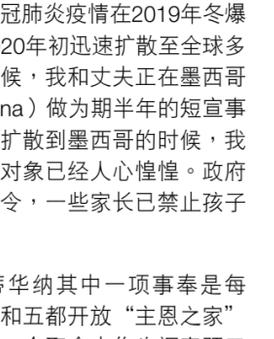 冠肺炎疫情在2019年冬爆
20年初迅速扩散至全球多
候，我和丈夫正在墨西哥
na）做为期半年的短宣事
扩散到墨西哥的时候，我
对象已经人心惶惶。政府
令，一些家长已禁止孩子
蒂华纳其中一项事奉是每
和五都开放“主恩之家”